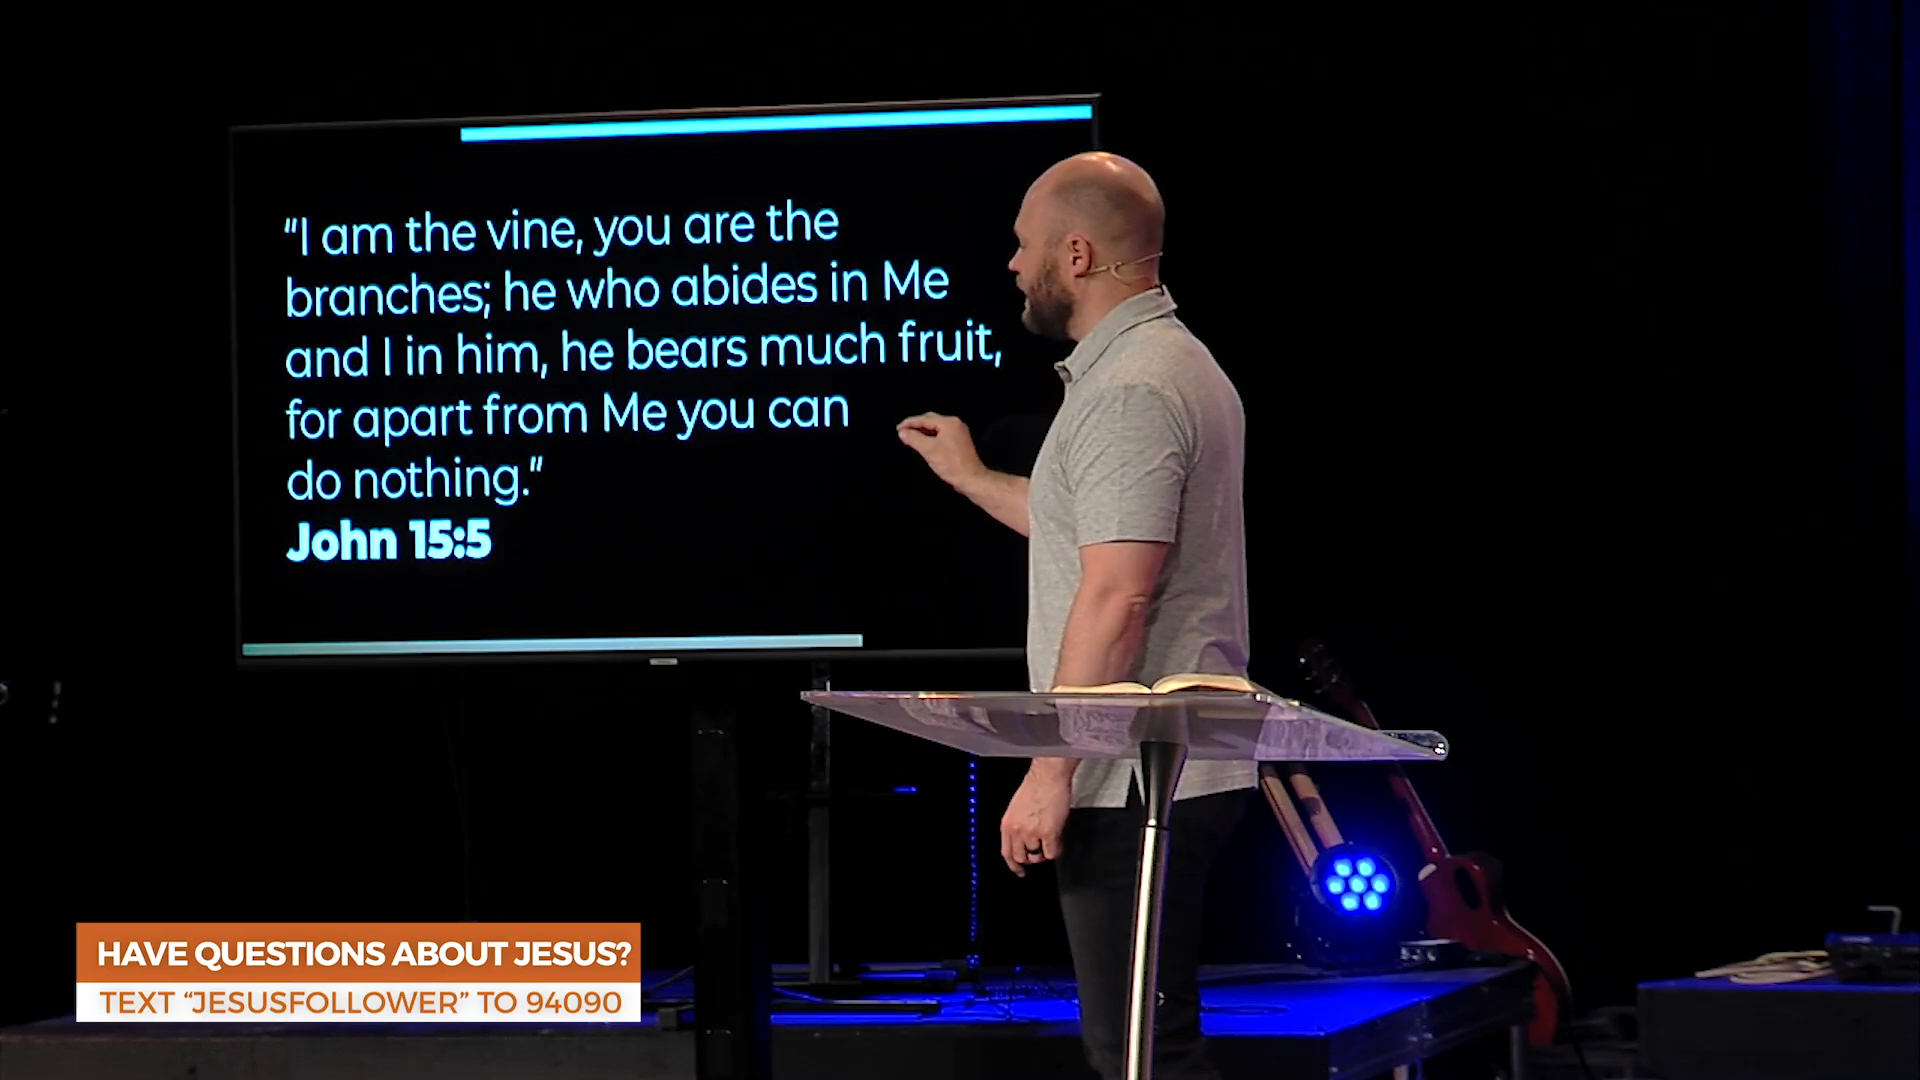 "I am the vine, you are the
branches; he who abides in Me
and I in him, he bears much fruit,
for apart from Me you can
do nothing."
John 15:5
HAVE QUESTIONS ABOUT JESUS?
TEXT “JESUSFOLLOWER” TO 94090